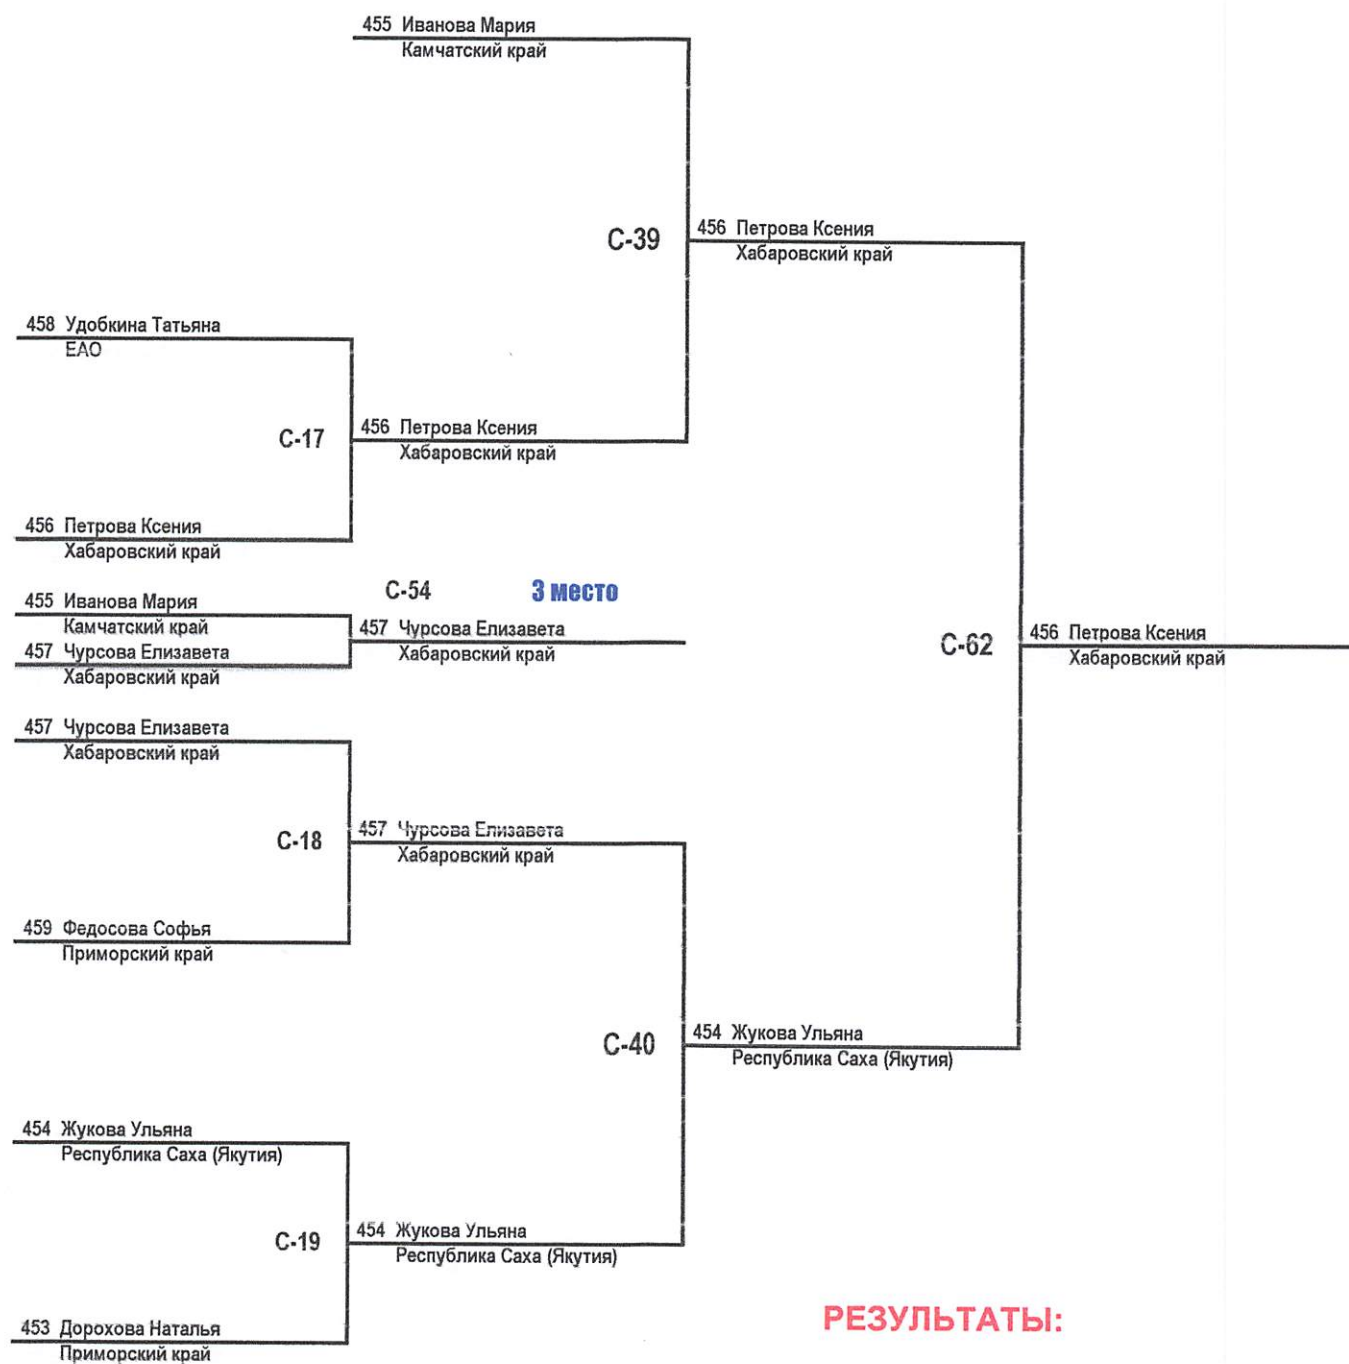 455 Иванова Мария
Камчатский край
С-39
456 Петрова Ксения
Хабаровский край
458 Удобкина Татьяна
ЕАО
С-17
456 Петрова Ксения
Хабаровский край
456 Петрова Ксения
Хабаровский край
С-54
3 место
455 Иванова Мария
Камчатский край
457 Чурсова Елизавета
Хабаровский край
457 Чурсова Елизавета
Хабаровский край
С-62
456 Петрова Ксения
Хабаровский край
457 Чурсова Елизавета
Хабаровский край
С-18
457 Чурсова Елизавета
Хабаровский край
459 Федосова Софья
Приморский край
С-40
454 Жукова Ульяна
Республика Саха (Якутия)
454 Жукова Ульяна
Республика Саха (Якутия)
С-19
454 Жукова Ульяна
Республика Саха (Якутия)
453 Дорохова Наталья
Приморский край
РЕЗУЛЬТАТЫ: